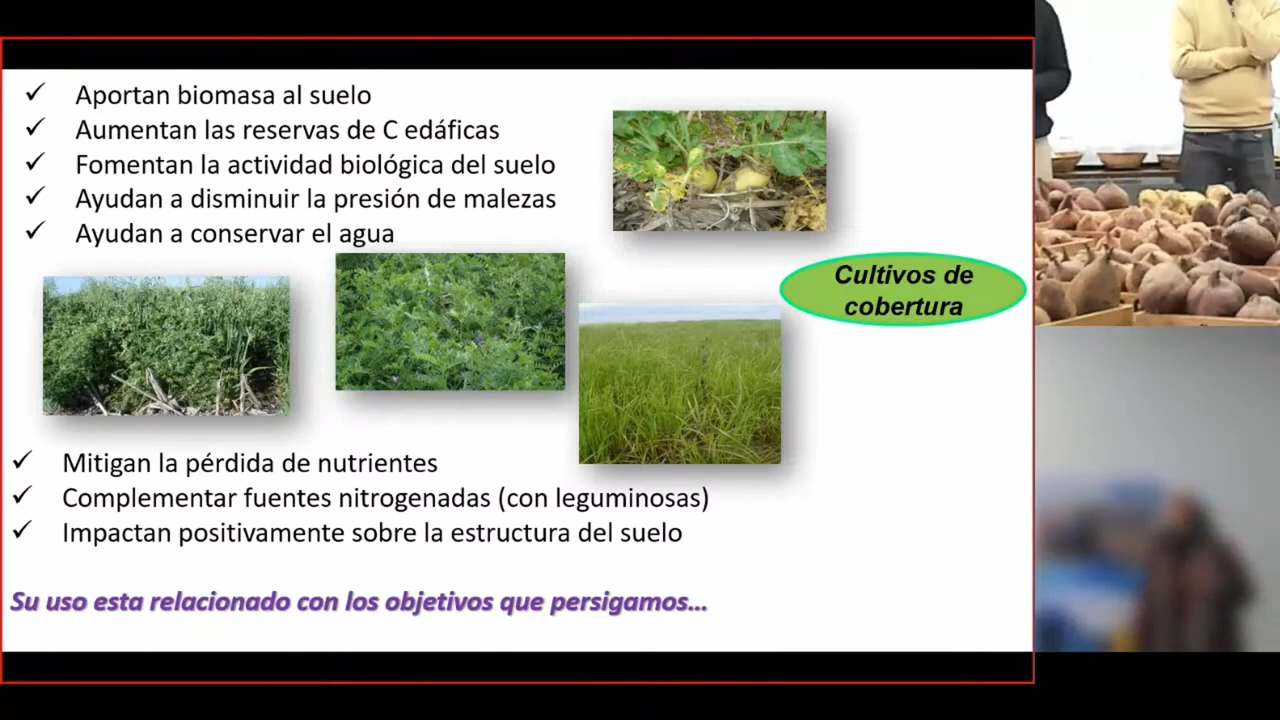 Aportan biomasa al suelo
Aumentan las reservas de C edáficas
Fomentan la actividad biológica del suelo
Ayudan a disminuir la presión de malezas
Ayudan a conservar el agua
Cultivos de
cobertura
Mitigan la pérdida de nutrientes
Complementar fuentes nitrogenadas (con leguminosas)
Impactan positivamente sobre la estructura del suelo
Su uso esta relacionado con los objetivos que persigamos...